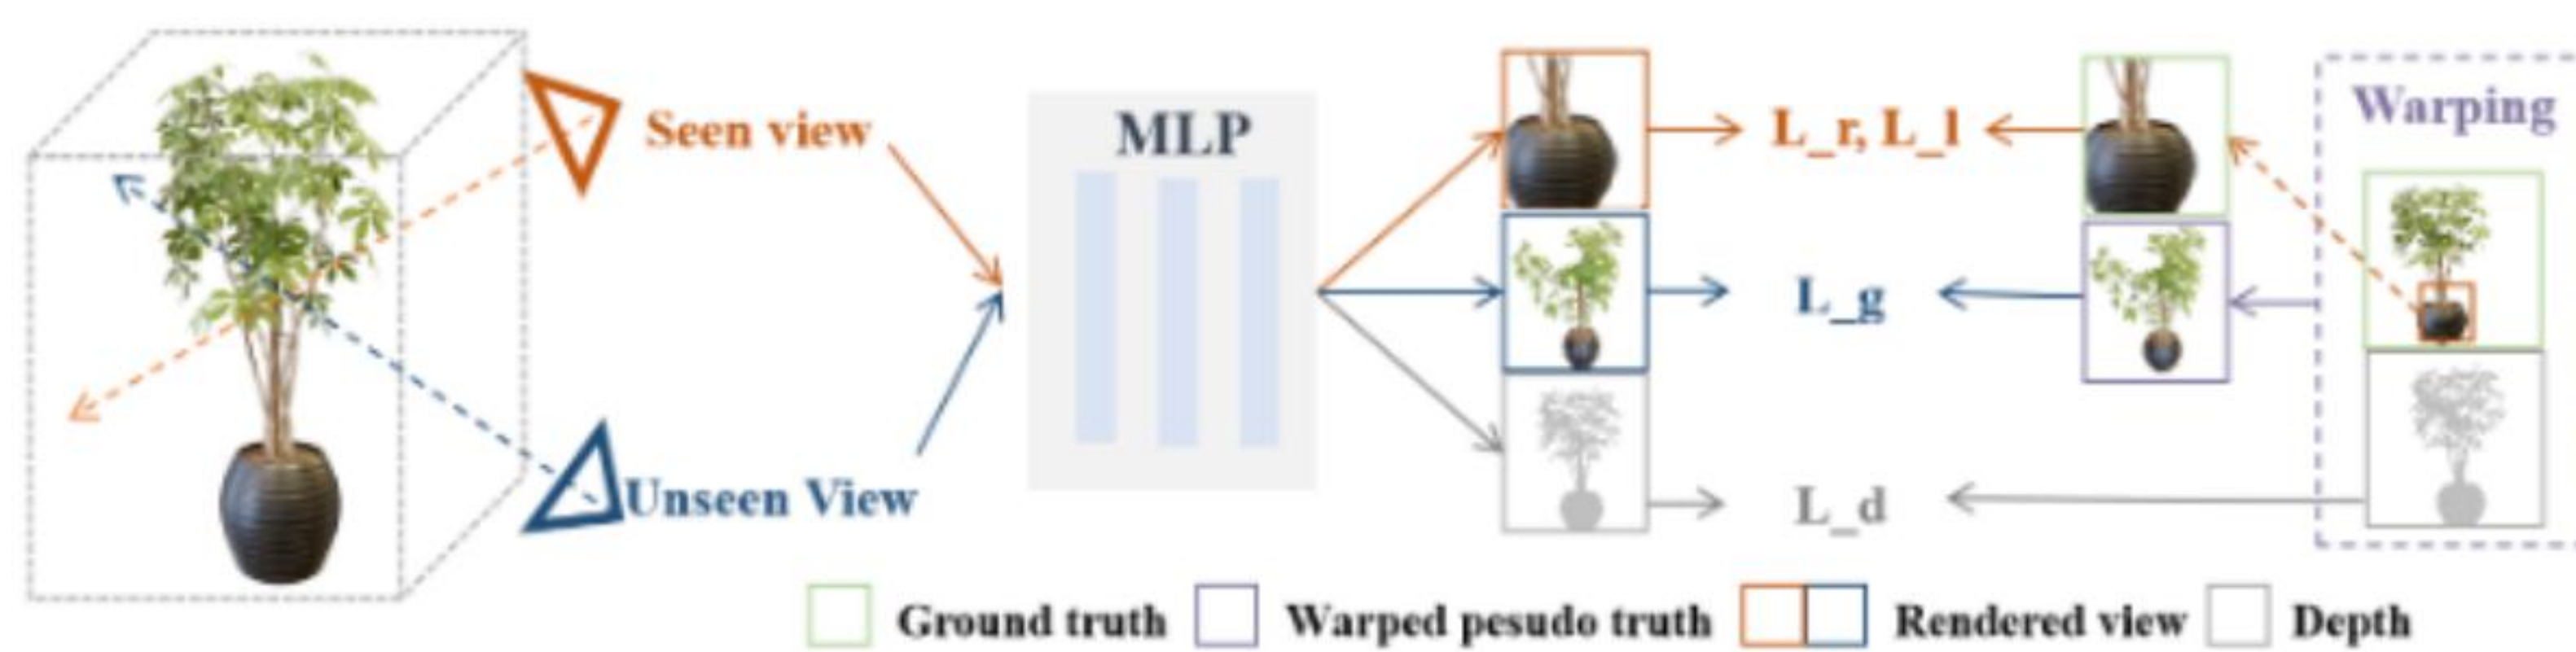 Seen view
Unseen View
MLP
L_r, L_l
L_g
L_d
Warping
Ground truth
Warped pesudo truth
Rendered view
Depth